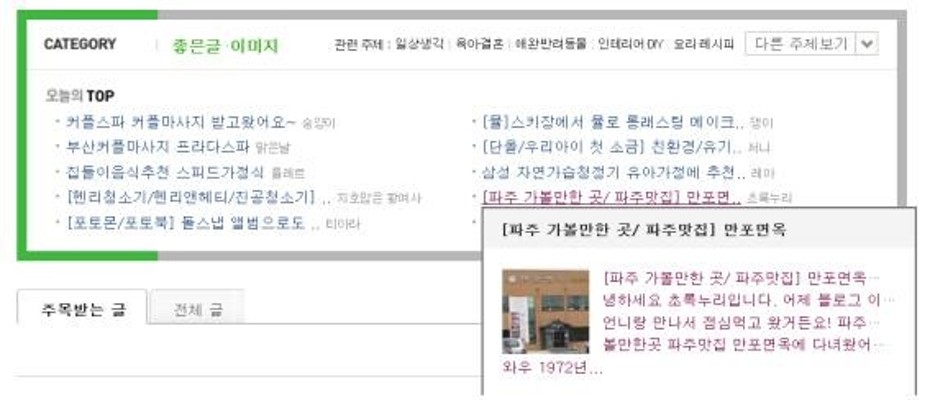 CATEGORY
좋은글·이미지
관련 주제 : 일상생각 | 육아결혼 | 애완반려동물 | 인테리어 DIY | 요리레시피
다른 주제보기
오늘의 TOP
커플스파 커플마사지 받고왔어요~
부산커플마사지 프라다스파 맑은날
집들이음식추천 스피드가정식 플레르
[헨리청소기/헨리앤헤티/진공청소기] ..
[포토몬/포토북] 돌스냅 앨범으로도 .. 티아라
[뮬]스키장에서 뮬로 롱래스팅 메이크.. 맹이
[단풀/우리아이 첫 소금] 친환경/유기.. 써니
삼성 자연가습청정기 유아가정에 추천.. 레아
[파주 가볼만한 곳/ 파주맛집] 만포면.. 초록누리
[파주 가볼만한 곳/ 파주맛집] 만포면옥
[파주 가볼만한 곳/ 파주맛집] 만포면옥…
녕하세요 초록누리입니다. 어제 블로그 이…
언니랑 만나서 점심먹고 왔거든요! 파주…
볼만한곳 파주맛집 만포면옥에 다녀왔어…
와우 1972년...
주목받는 글
전체 글